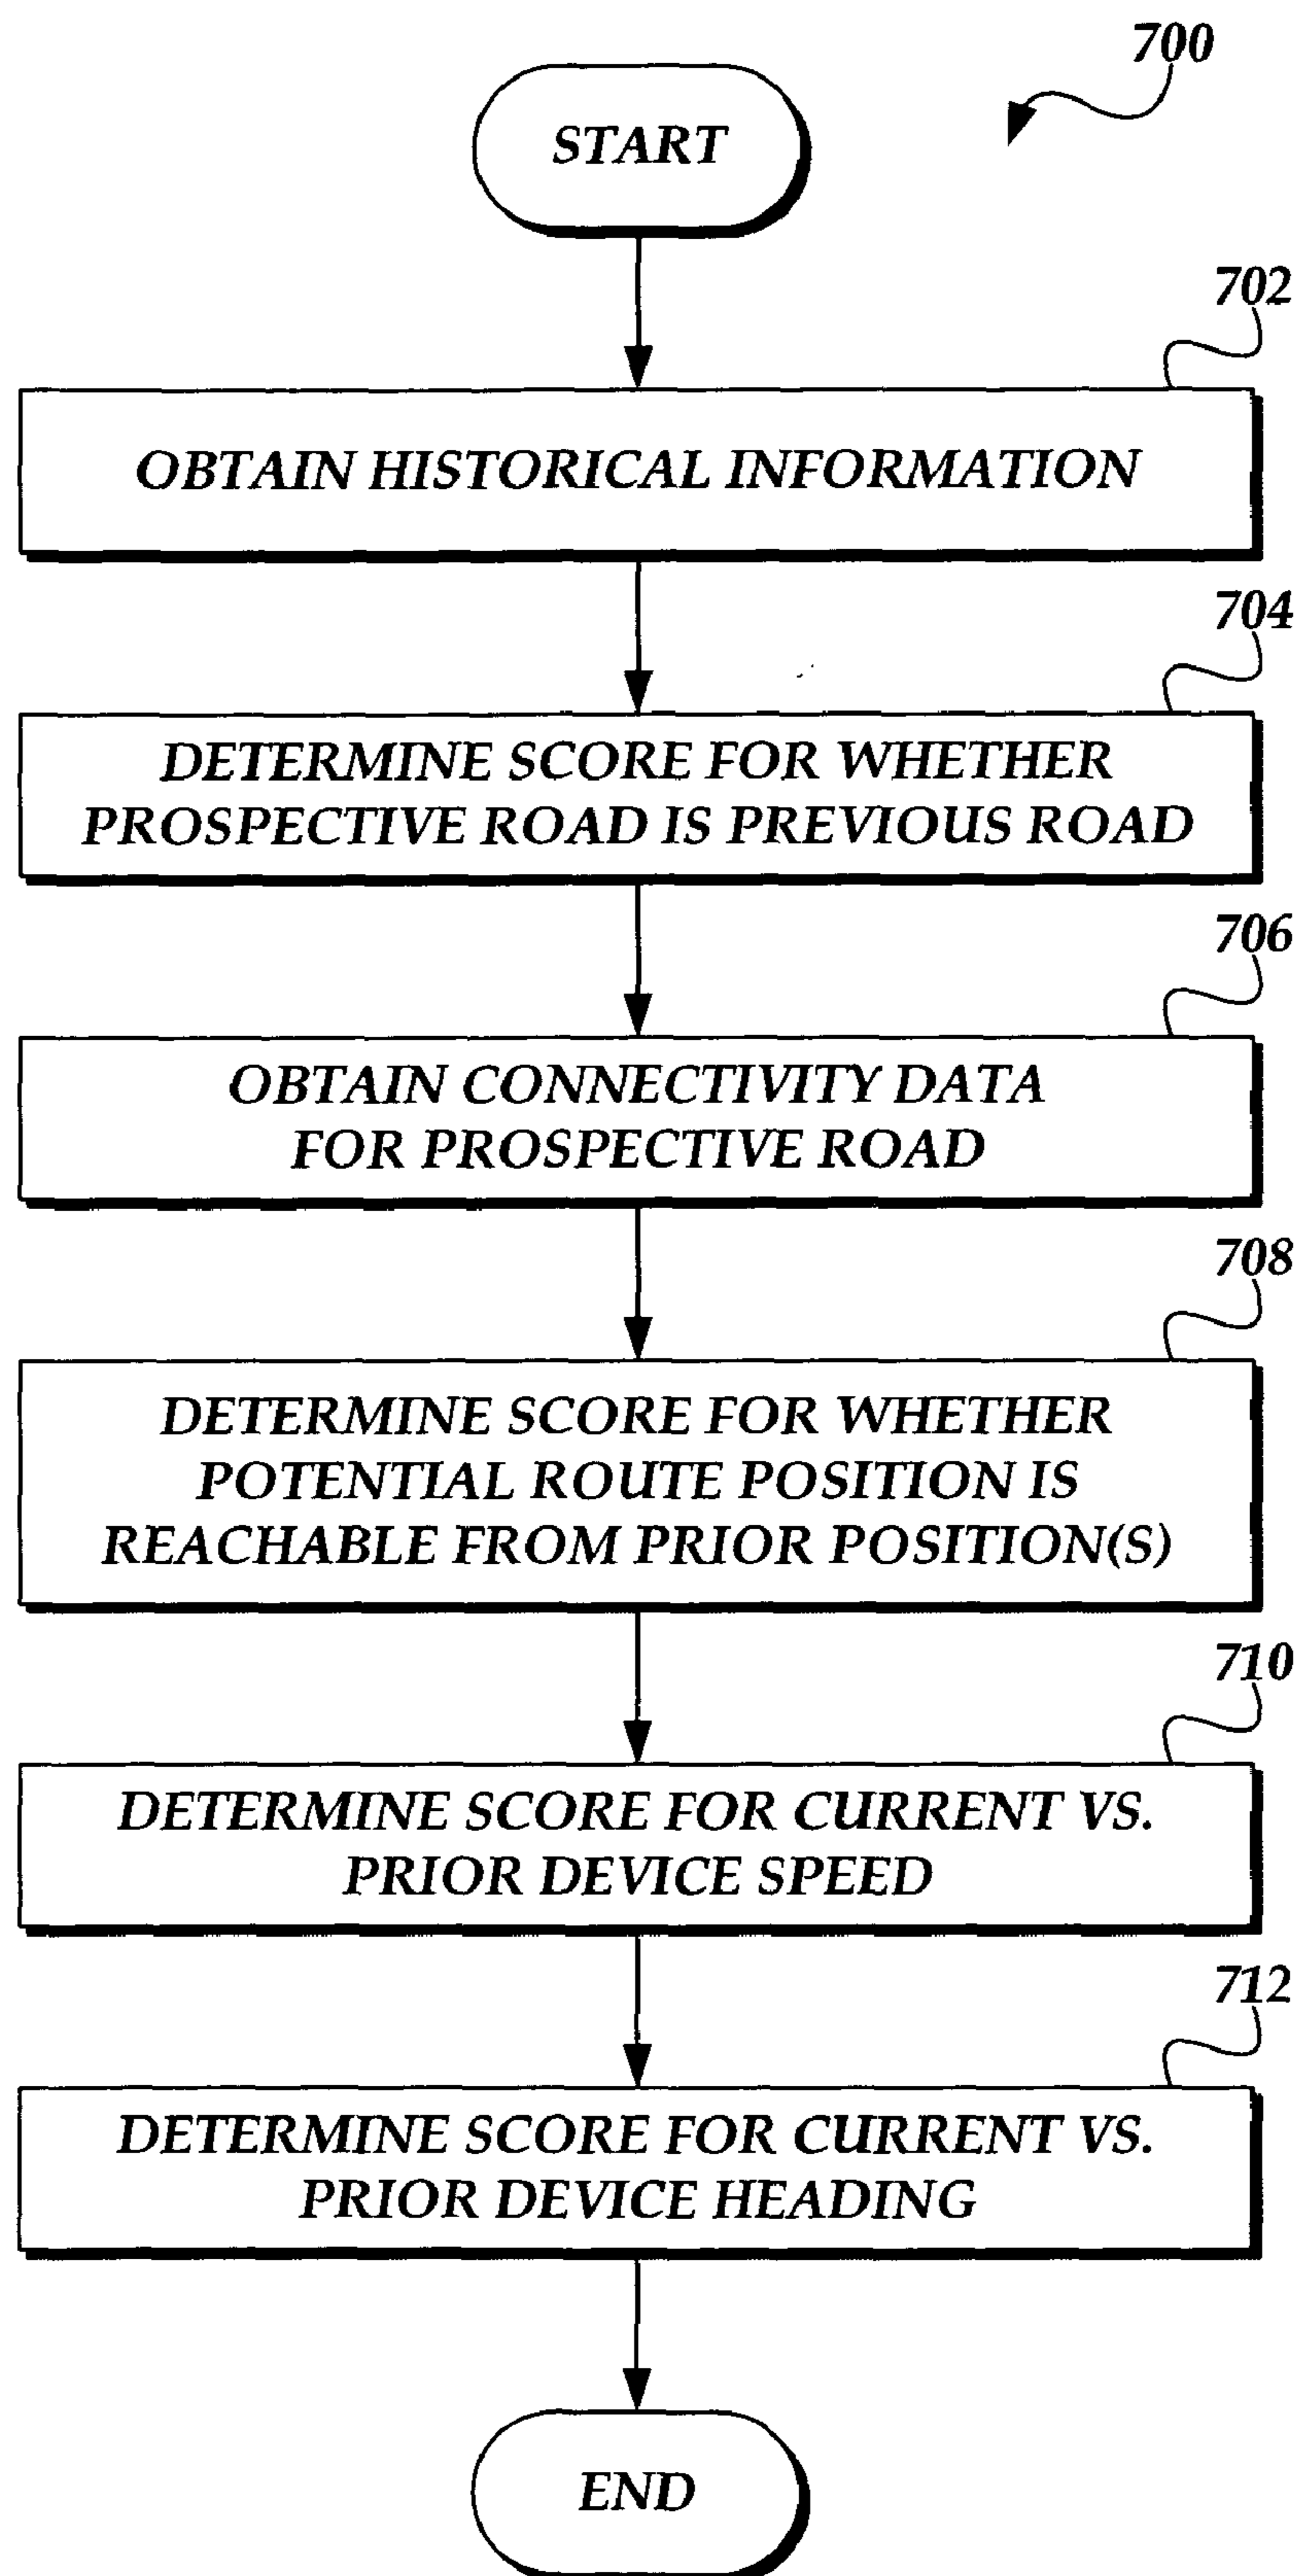 700
START
702
OBTAIN HISTORICAL INFORMATION
704
DETERMINE SCORE FOR WHETHER
PROSPECTIVE ROAD IS PREVIOUS ROAD
706
OBTAIN CONNECTIVITY DATA
FOR PROSPECTIVE ROAD
708
DETERMINE SCORE FOR WHETHER
POTENTIAL ROUTE POSITION IS
REACHABLE FROM PRIOR POSITION(S)
710
DETERMINE SCORE FOR CURRENT VS.
PRIOR DEVICE SPEED
712
DETERMINE SCORE FOR CURRENT VS.
PRIOR DEVICE HEADING
END